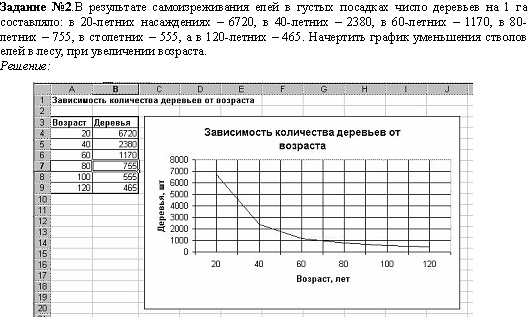 Задание №2.В результате самоизреживания елей в густых посадках число деревьев на 1 га
составляло: в 20-летних насаждениях – 6720, в 40-летних – 2380, в 60-летних – 1170, в 80-
летних – 755, в столетних – 555, а в 120-летних – 465. Начертить график уменьшения стволов
елей в лесу, при увеличении возраста.
Решение:
A B C D E F G H I J
1 Зависимость количества деревьев от возраста
2
3 Возраст Деревья
4 20 6720
5 40 2380
6 60 1170
7 80 755
8 100 555
9 120 465
10
11
12
13
14
15
16
17
18
19
20
Зависимость количества деревьев от
возраста
Деревья, шт
8000
7000
6000
5000
4000
3000
2000
1000
0
20 40 60 80 100 120
Возраст, лет